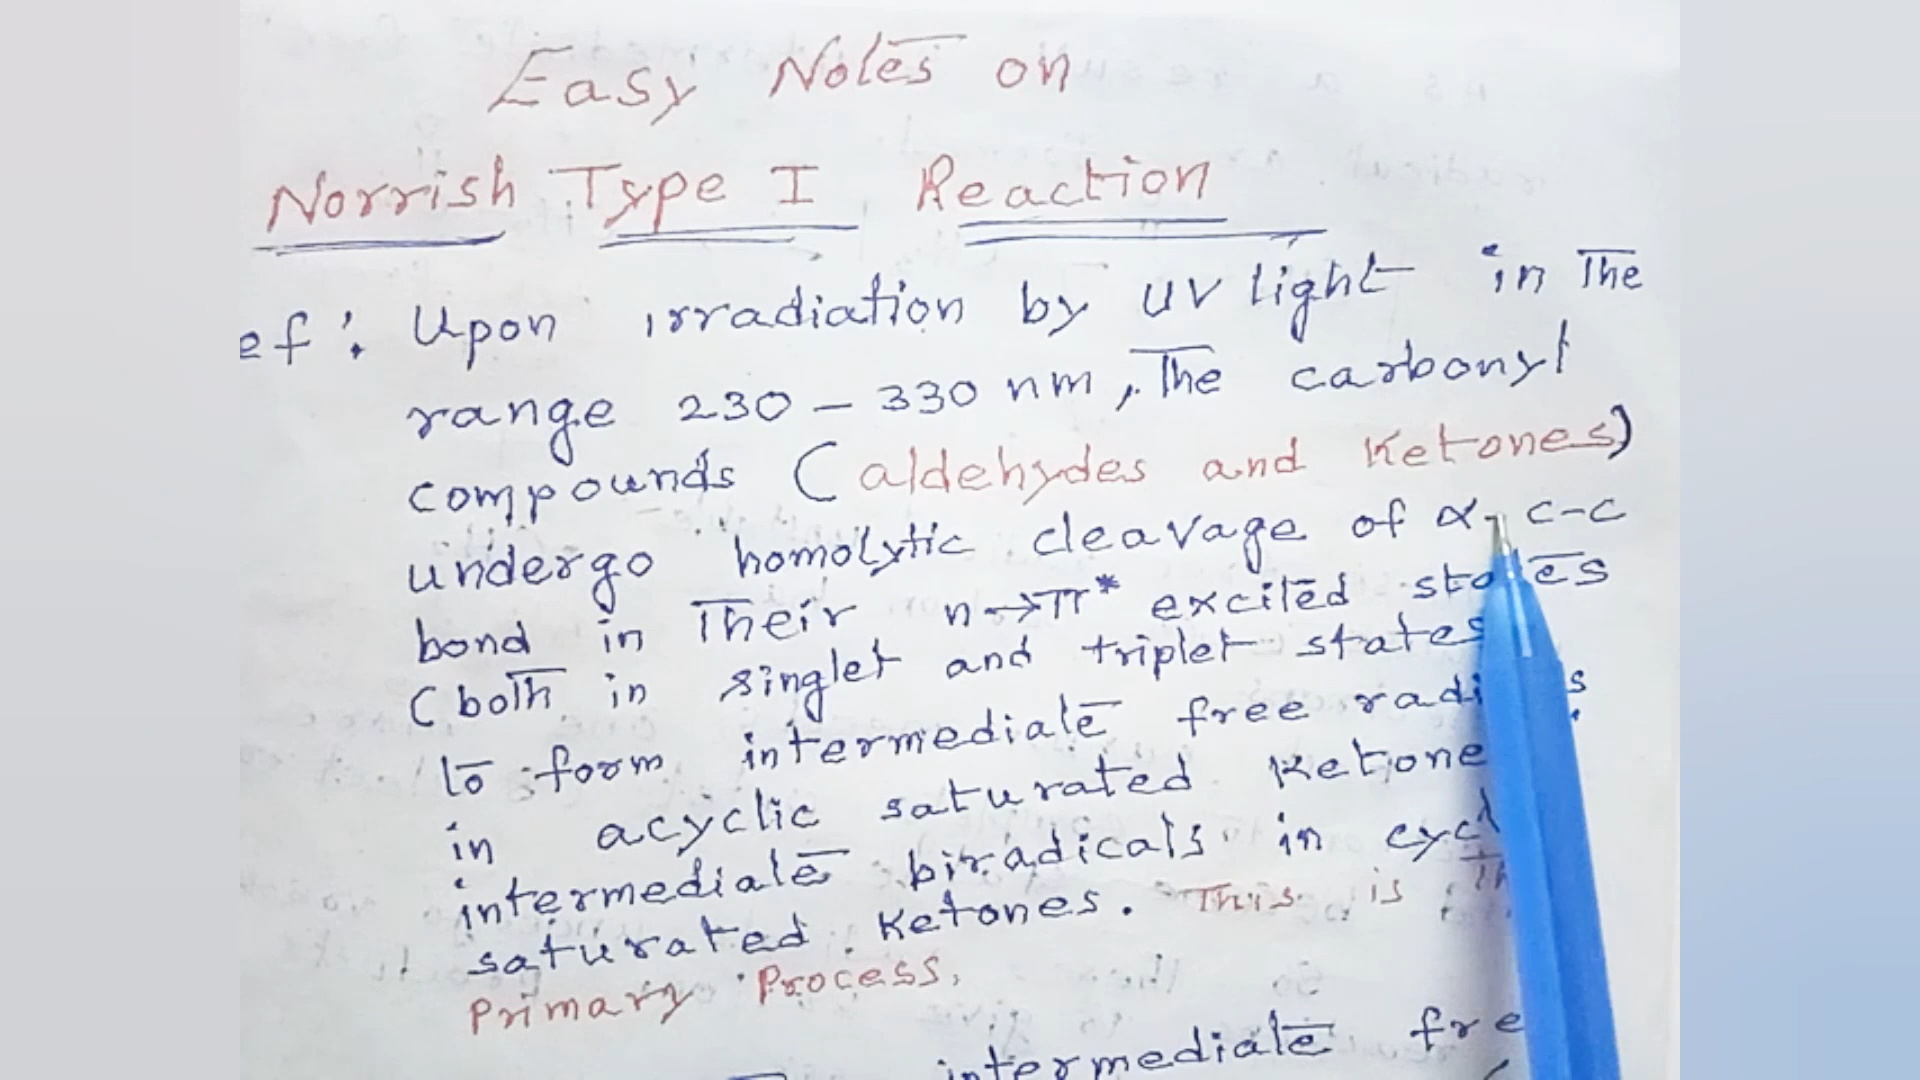 Easy Notes on
Norrish Type I Reaction
ef: Upon irradiation by UV light in The
range 230 – 330 nm, The carbonyl
compounds (aldehydes and Ketones)
undergo homolytic cleavage of α- c-c
bond in Their n→π* excited states
(both in singlet and triplet states
to form intermediate free
in acyclic saturated Ketone
intermediate biradicals in
saturated Ketones. This is
Primary Process.
intermediate